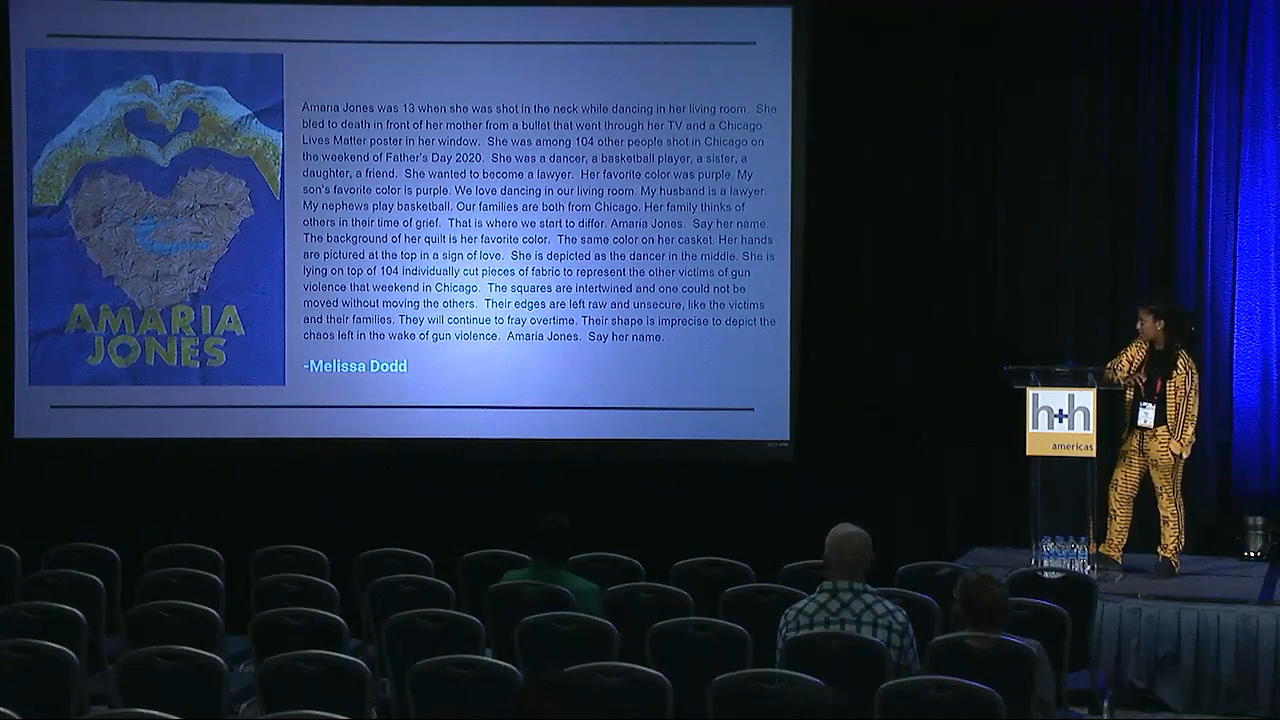 AMARIA
JONES
Amaria Jones was 13 when she was shot in the neck while dancing in her living room.  She
bled to death in front of her mother from a bullet that went through her TV and a Chicago
Lives Matter poster in her window.  She was among 104 other people shot in Chicago on
the weekend of Father's Day 2020.  She was a dancer, a basketball player, a sister, a
daughter, a friend.  She wanted to become a lawyer.  Her favorite color was purple. My
son's favorite color is purple. We love dancing in our living room. My husband is a lawyer.
My nephews play basketball. Our families are both from Chicago. Her family thinks of
others in their time of grief.  That is where we start to differ. Amaria Jones.  Say her name.
The background of her quilt is her favorite color.  The same color on her casket. Her hands
are pictured at the top in a sign of love.  She is depicted as the dancer in the middle. She is
lying on top of 104 individually cut pieces of fabric to represent the other victims of gun
violence that weekend in Chicago.  The squares are intertwined and one could not be
moved without moving the others.  Their edges are left raw and unsecure, like the victims
and their families. They will continue to fray overtime. Their shape is imprecise to depict the
chaos left in the wake of gun violence.  Amaria Jones.  Say her name.
-Melissa Dodd
h+h
americas